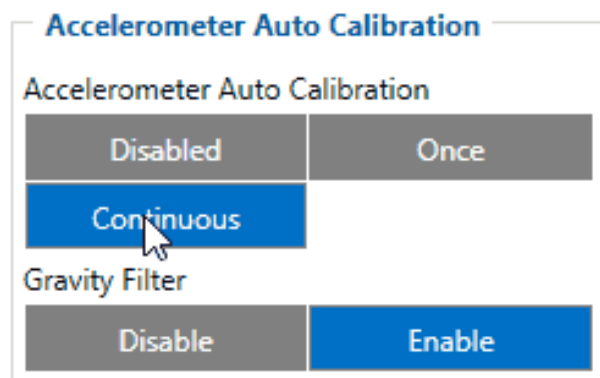 Accelerometer Auto Calibration
Accelerometer Auto Calibration
Disabled Once
Continuous
Gravity Filter
Disable Enable